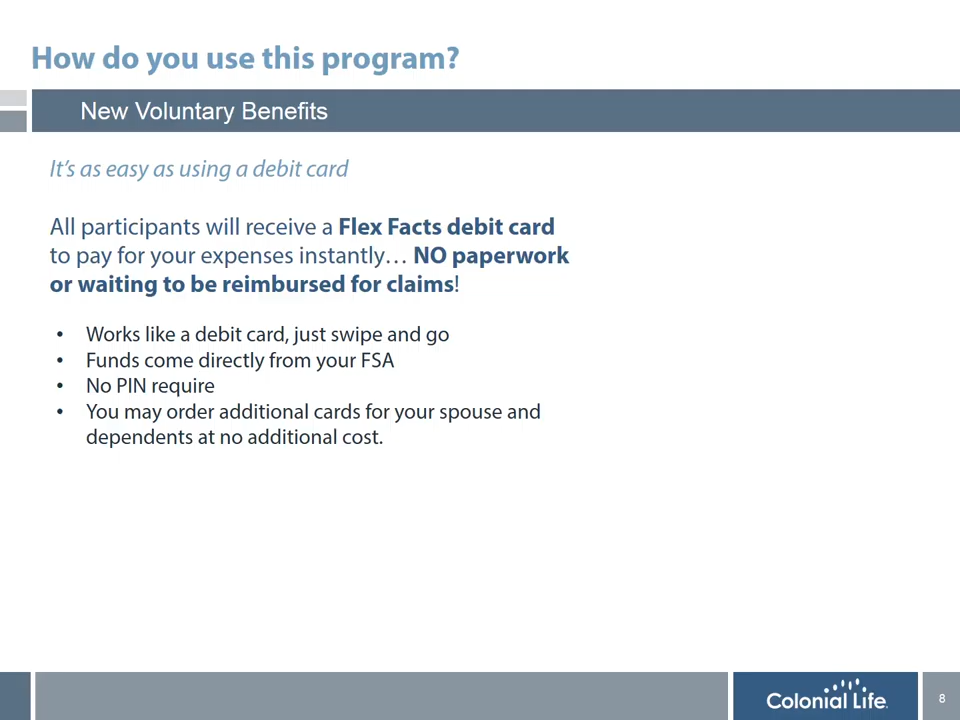 How do you use this program?
New Voluntary Benefits
It's as easy as using a debit card
All participants will receive a Flex Facts debit card
to pay for your expenses instantly… NO paperwork
or waiting to be reimbursed for claims!
• Works like a debit card, just swipe and go
• Funds come directly from your FSA
• No PIN require
• You may order additional cards for your spouse and
dependents at no additional cost.
Colonial Life.
8